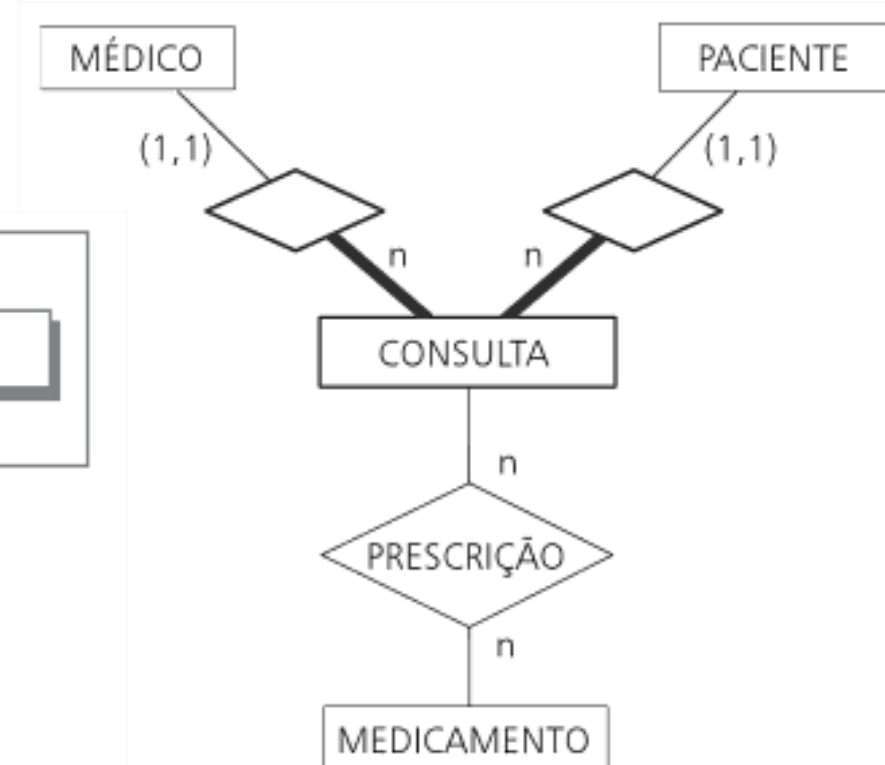 MÉDICO
PACIENTE
(1,1)
(1,1)
n
n
CONSULTA
n
PRESCRIÇÃO
n
MEDICAMENTO